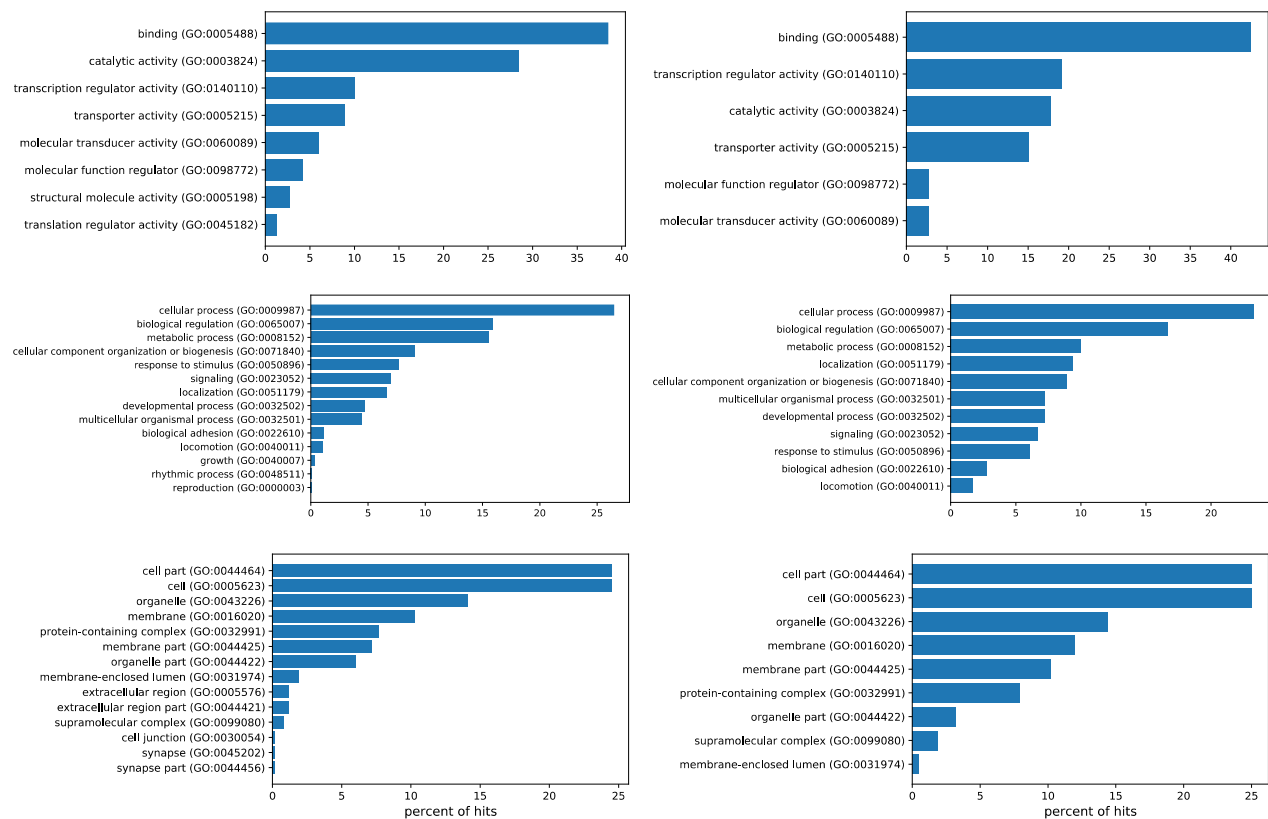 binding (GO:0005488)
catalytic activity (GO:0003824)
transcription regulator activity (GO:0140110)
transporter activity (GO:0005215)
molecular transducer activity (GO:0060089)
molecular function regulator (GO:0098772)
structural molecule activity (GO:0005198)
translation regulator activity (GO:0045182)
0 5 10 15 20 25 30 35 40
binding (GO:0005488)
transcription regulator activity (GO:0140110)
catalytic activity (GO:0003824)
transporter activity (GO:0005215)
molecular function regulator (GO:0098772)
molecular transducer activity (GO:0060089)
0 5 10 15 20 25 30 35 40
cellular process (GO:0009987)
biological regulation (GO:0065007)
metabolic process (GO:0008152)
cellular component organization or biogenesis (GO:0071840)
response to stimulus (GO:0050896)
signaling (GO:0023052)
localization (GO:0051179)
developmental process (GO:0032502)
multicellular organismal process (GO:0032501)
biological adhesion (GO:0022610)
locomotion (GO:0040011)
growth (GO:0040007)
rhythmic process (GO:0048511)
reproduction (GO:0000003)
0 5 10 15 20 25
cellular process (GO:0009987)
biological regulation (GO:0065007)
metabolic process (GO:0008152)
localization (GO:0051179)
cellular component organization or biogenesis (GO:0071840)
multicellular organismal process (GO:0032501)
developmental process (GO:0032502)
signaling (GO:0023052)
response to stimulus (GO:0050896)
biological adhesion (GO:0022610)
locomotion (GO:0040011)
0 5 10 15 20
cell part (GO:0044464)
cell (GO:0005623)
organelle (GO:0043226)
membrane (GO:0016020)
protein-containing complex (GO:0032991)
membrane part (GO:0044425)
organelle part (GO:0044422)
membrane-enclosed lumen (GO:0031974)
extracellular region (GO:0005576)
extracellular region part (GO:0044421)
supramolecular complex (GO:0099080)
cell junction (GO:0030054)
synapse (GO:0045202)
synapse part (GO:0044456)
0 5 10 15 20 25
percent of hits
cell part (GO:0044464)
cell (GO:0005623)
organelle (GO:0043226)
membrane (GO:0016020)
membrane part (GO:0044425)
protein-containing complex (GO:0032991)
organelle part (GO:0044422)
supramolecular complex (GO:0099080)
membrane-enclosed lumen (GO:0031974)
0 5 10 15 20 25
percent of hits